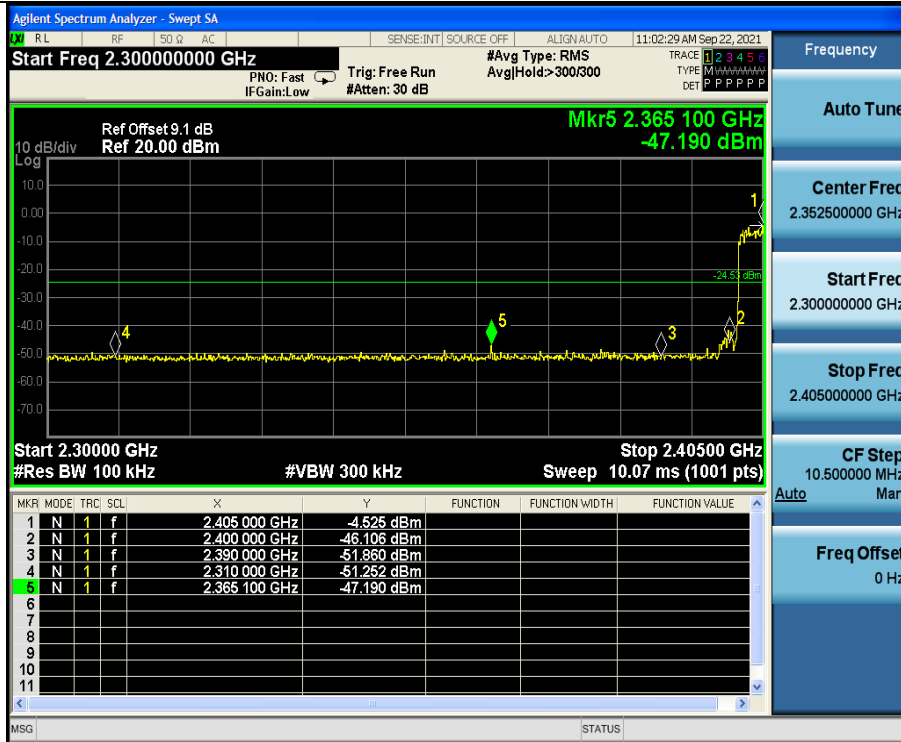 Agilent Spectrum Analyzer - Swept SA
LXI RL RF 50 Ω AC SENSE:INT SOURCE OFF ALIGN AUTO 11:02:29 AM Sep 22, 2021
Start Freq 2.300000000 GHz
#Avg Type: RMS
TRACE 1 2 3 4 5 6
PNO: Fast Trig: Free Run Avg|Hold:>300/300
TYPE M
IFGain:Low #Atten: 30 dB
DET P P P P P P
Mkr5 2.365 100 GHz
-47.190 dBm
Ref Offset 9.1 dB
10 dB/div Ref 20.00 dBm
Log
10.0
0.00
-10.0
-20.0
-30.0
-40.0
-50.0
-60.0
-70.0
1
-24.53 dBm
2
3
4
5
Start 2.30000 GHz Stop 2.40500 GHz
#Res BW 100 kHz #VBW 300 kHz Sweep 10.07 ms (1001 pts)
MKR MODE TRC SCL X Y FUNCTION FUNCTION WIDTH FUNCTION VALUE
1 N 1 f 2.405 000 GHz -4.525 dBm
2 N 1 f 2.400 000 GHz -46.106 dBm
3 N 1 f 2.390 000 GHz -51.860 dBm
4 N 1 f 2.310 000 GHz -51.252 dBm
5 N 1 f 2.365 100 GHz -47.190 dBm
6
7
8
9
10
11
MSG STATUS
Frequency
Auto Tune
Center Freq
2.352500000 GHz
Start Freq
2.300000000 GHz
Stop Freq
2.405000000 GHz
CF Step
10.500000 MHz
Auto Man
Freq Offset
0 Hz